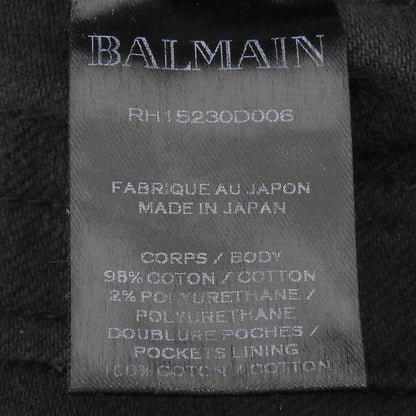 BALMAIN
RH15230D006
FABRIQUE AU JAPON
MADE IN JAPAN
CORPS / BODY
98% COTON / COTTON
2% POLYURETHANE /
POLYURETHANE
DOUBLURE POCHES /
POCKETS LINING
100% COTON / COTTON